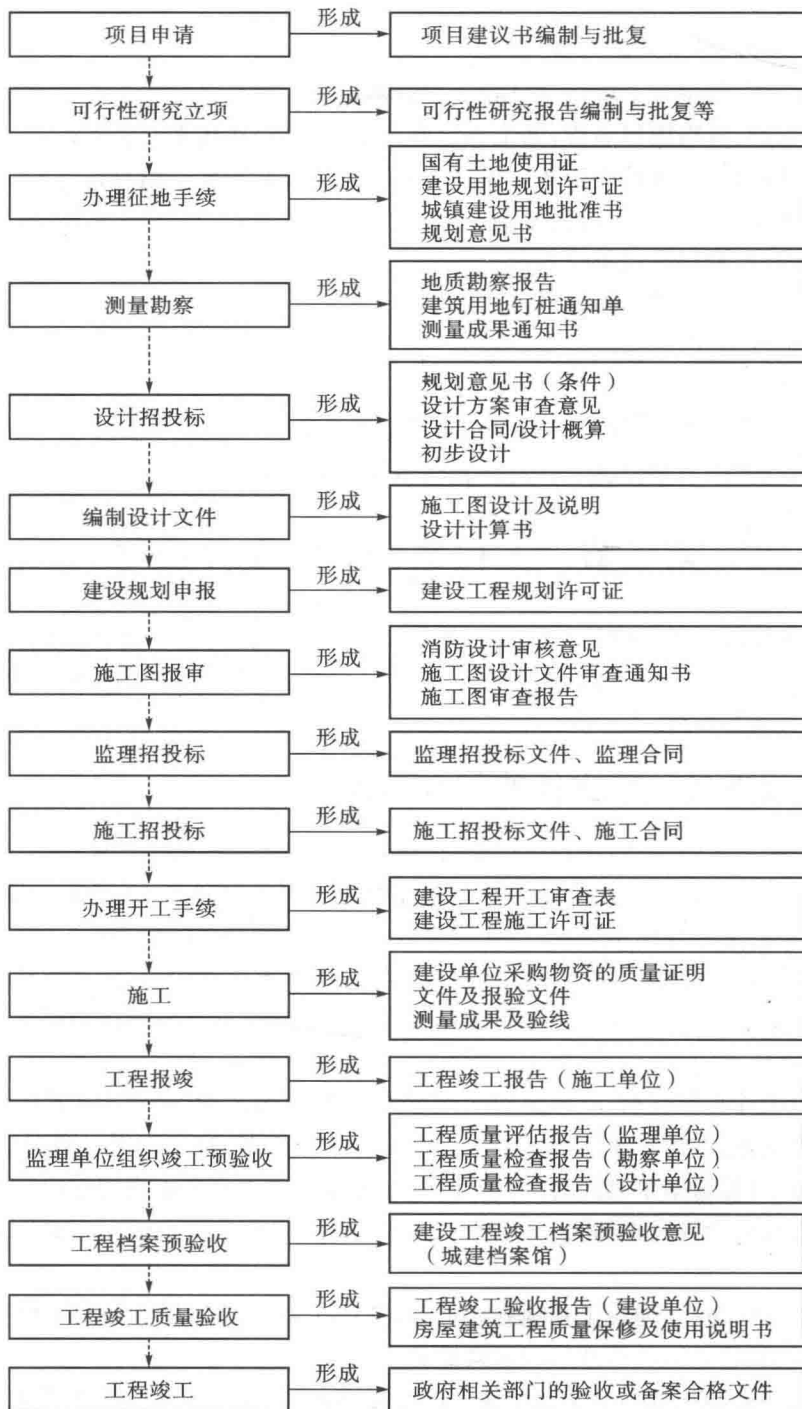 项目申请 形成 项目建议书编制与批复
可行性研究立项 形成 可行性研究报告编制与批复等
办理征地手续 形成 国有土地使用证
建设用地规划许可证
城镇建设用地批准书
规划意见书
测量勘察 形成 地质勘察报告
建筑用地钉桩通知单
测量成果通知书
设计招投标 形成 规划意见书（条件）
设计方案审查意见
设计合同/设计概算
初步设计
编制设计文件 形成 施工图设计及说明
设计计算书
建设规划申报 形成 建设工程规划许可证
施工图报审 形成 消防设计审核意见
施工图设计文件审查通知书
施工图审查报告
监理招投标 形成 监理招投标文件、监理合同
施工招投标 形成 施工招投标文件、施工合同
办理开工手续 形成 建设工程开工审查表
建设工程施工许可证
施工 形成 建设单位采购物资的质量证明
文件及报验文件
测量成果及验线
工程报竣 形成 工程竣工报告（施工单位）
监理单位组织竣工预验收 形成 工程质量评估报告（监理单位）
工程质量检查报告（勘察单位）
工程质量检查报告（设计单位）
工程档案预验收 形成 建设工程竣工档案预验收意见
（城建档案馆）
工程竣工质量验收 形成 工程竣工验收报告（建设单位）
房屋建筑工程质量保修及使用说明书
工程竣工 形成 政府相关部门的验收或备案合格文件